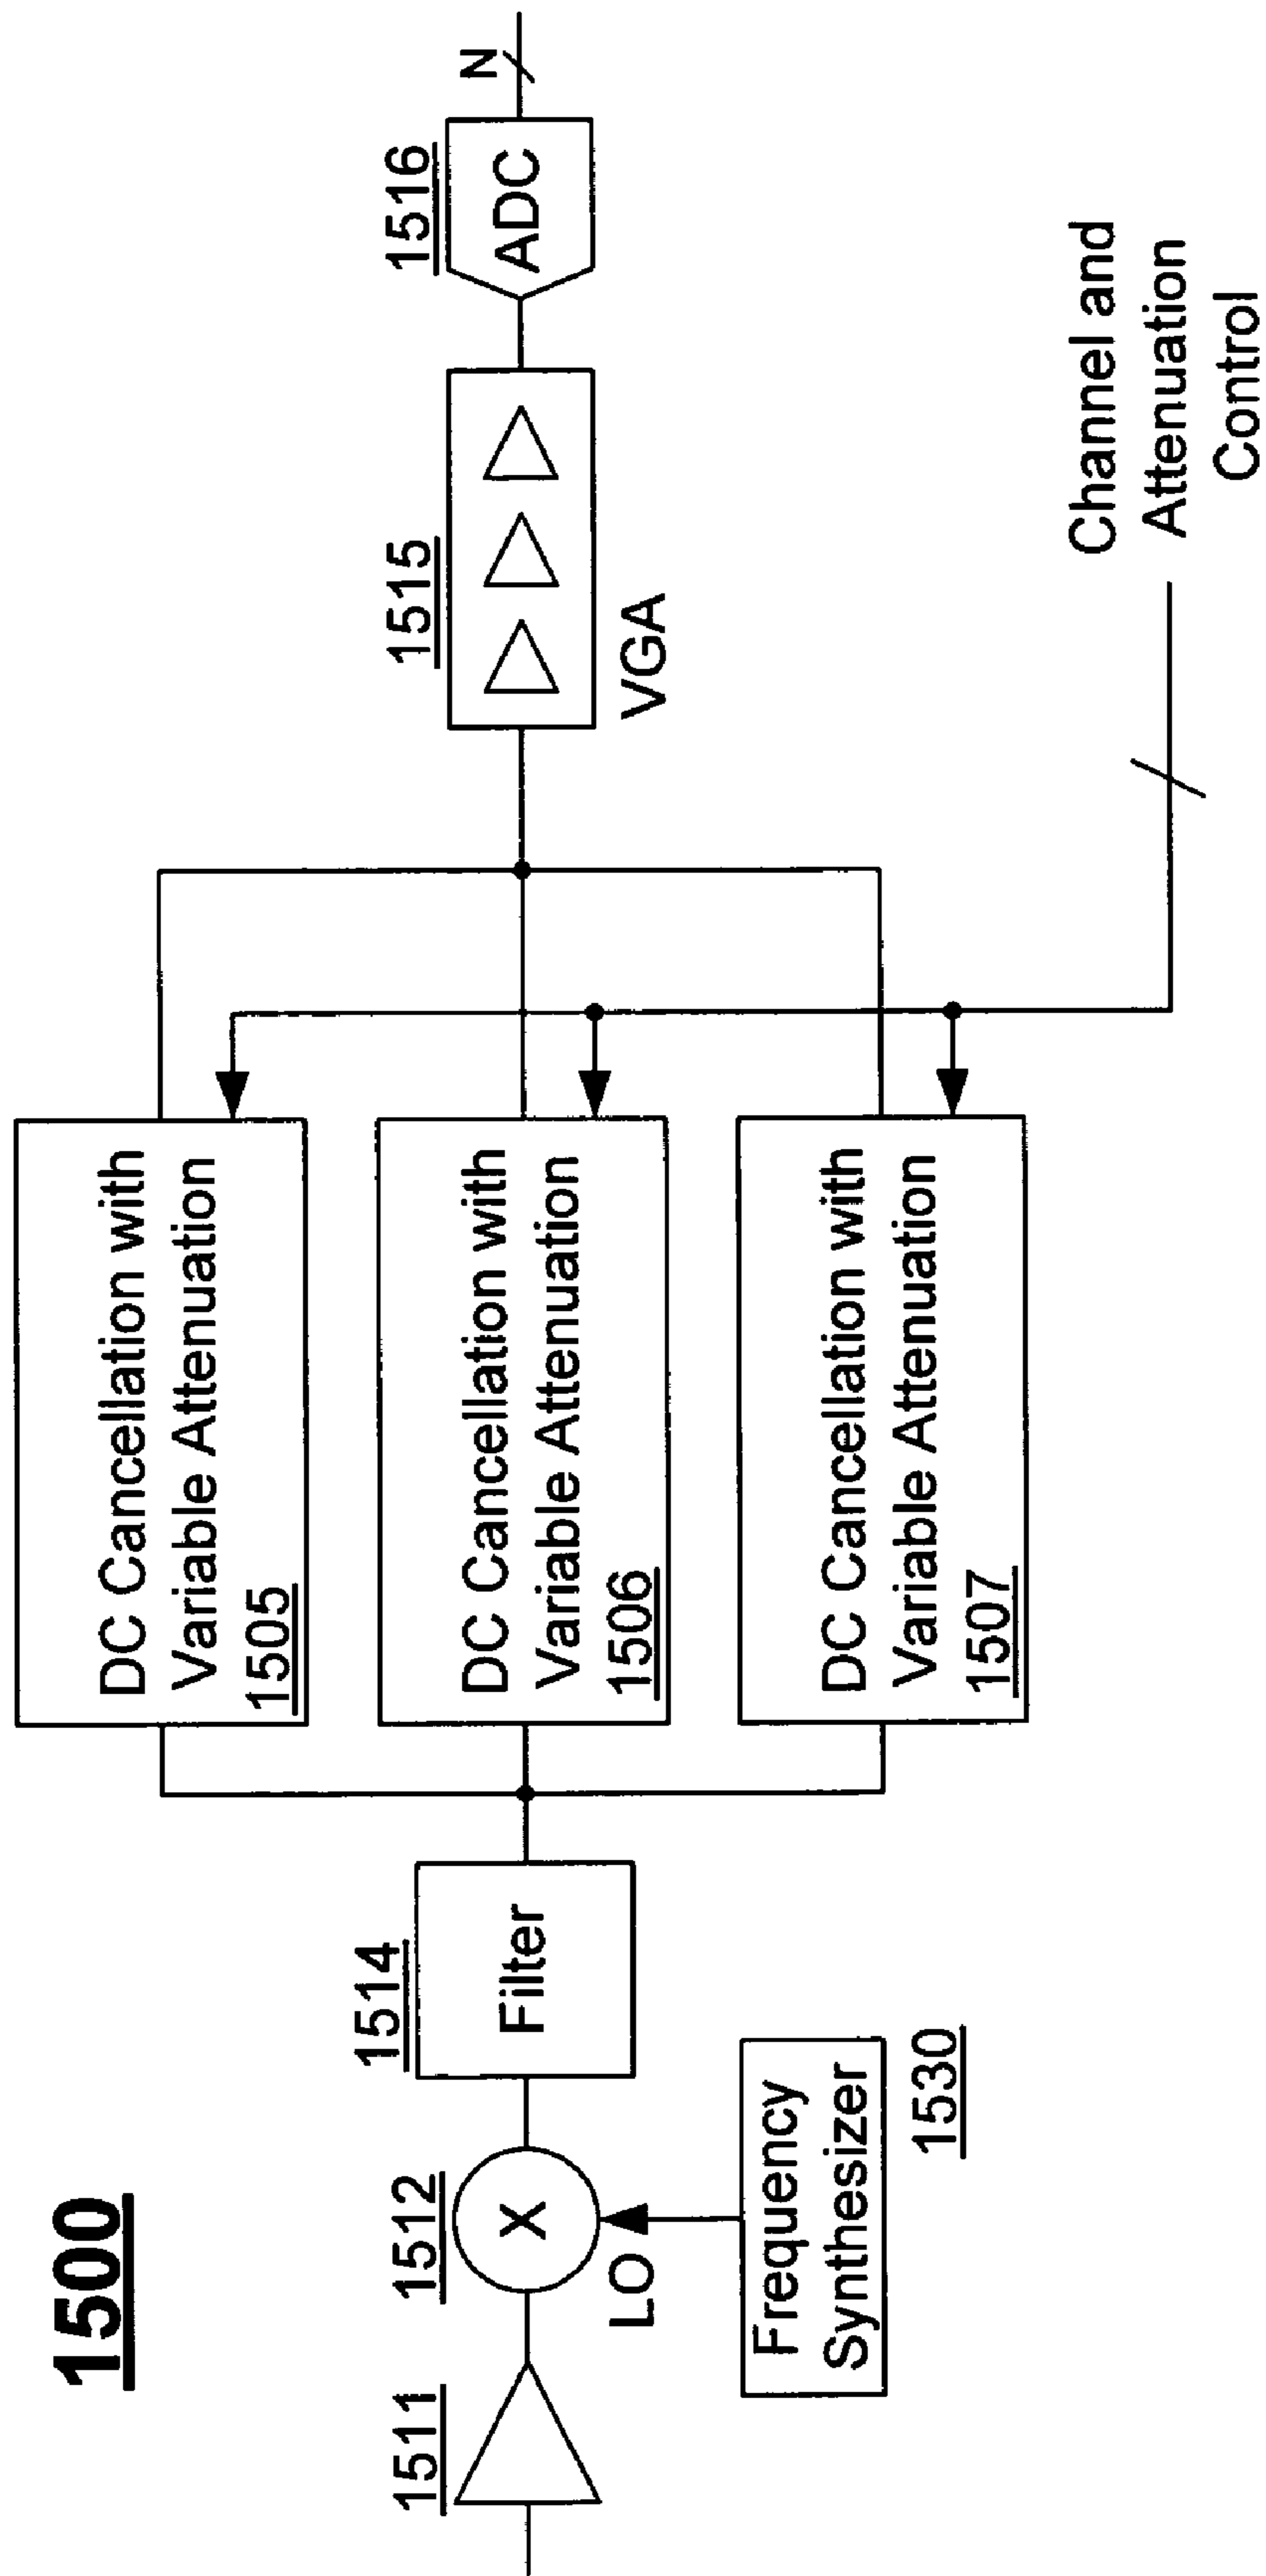 1500
1511
1512
X
LO
Frequency
Synthesizer
1530
1514
Filter
DC Cancellation with
Variable Attenuation
1505
DC Cancellation with
Variable Attenuation
1506
DC Cancellation with
Variable Attenuation
1507
1515
VGA
1516
ADC
N
Channel and
Attenuation
Control